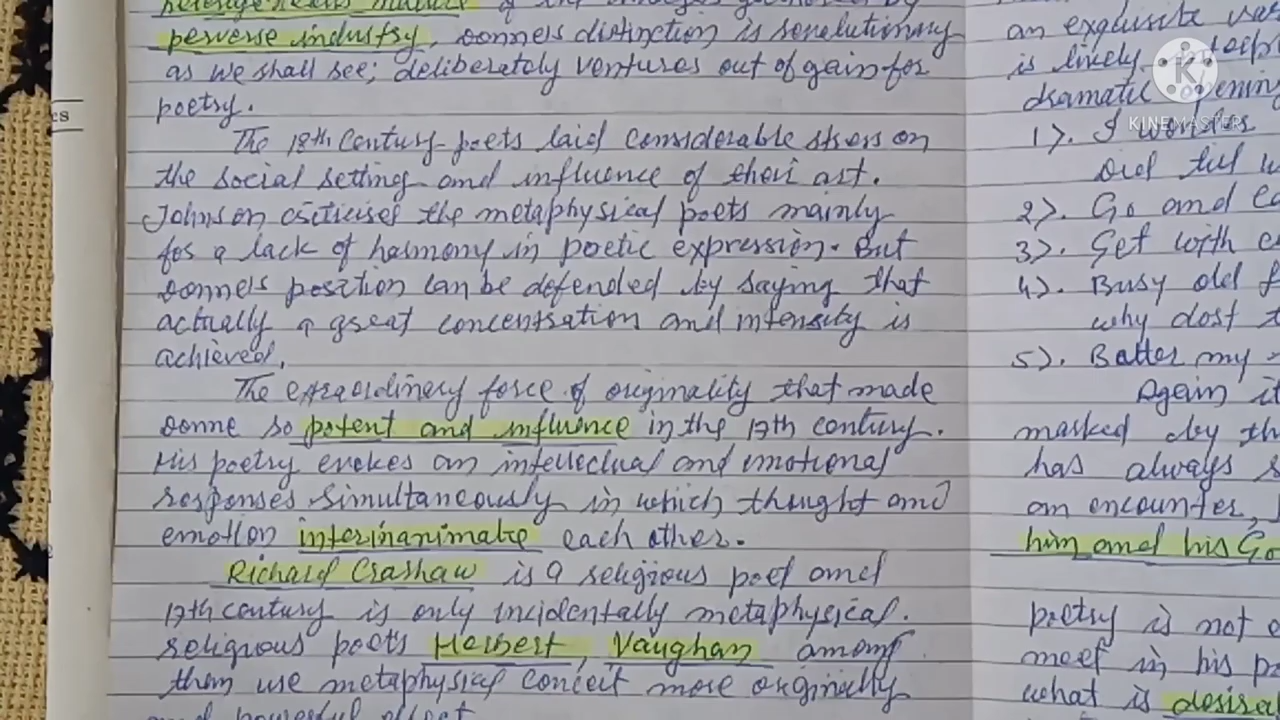 perverse industry, Donne's distinction is revolutionary
as we shall see; deliberately ventures out of gain for
poetry.
The 18th Century poets laid considerable stress on
the social setting and influence of their art.
Johnson criticises the metaphysical poets mainly
for a lack of harmony in poetic expression. But
Donne's position can be defended by saying that
actually a great concentration and intensity is
achieved.
The extraordinery force of originality that made
Donne so potent and influence in the 17th century.
His poetry evokes an intellectual and emotional
responses simultaneously in which thought and
emotion interinanimate each other.
Richard Crashaw is a religious poet and
17th century is only incidentally metaphysical.
religious poets Herbert, Vaughan among
them use metaphysical conceit more originally
and powerful effect
cs
an exquisite
is lively
dramatic opening
1). I wonder
2). Go and
3). Get with
4). Busy old
why dost
5). Batter my
Again
masked by
has always
an encounter,
him and his
poetry is not
meet in his
what is
KINEMASTER